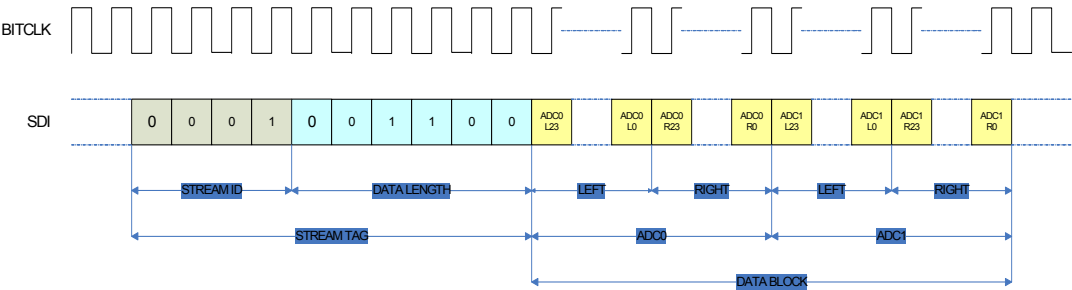 BITCLK
SDI
0 0 0 1 0 0 1 1 0 0 ADC0 L23 ADC0 L0 ADC0 R23 ADC0 R0 ADC1 L23 ADC1 L0 ADC1 R23 ADC1 R0
STREAM ID DATA LENGTH LEFT RIGHT LEFT RIGHT
STREAM TAG ADC0 ADC1
DATA BLOCK